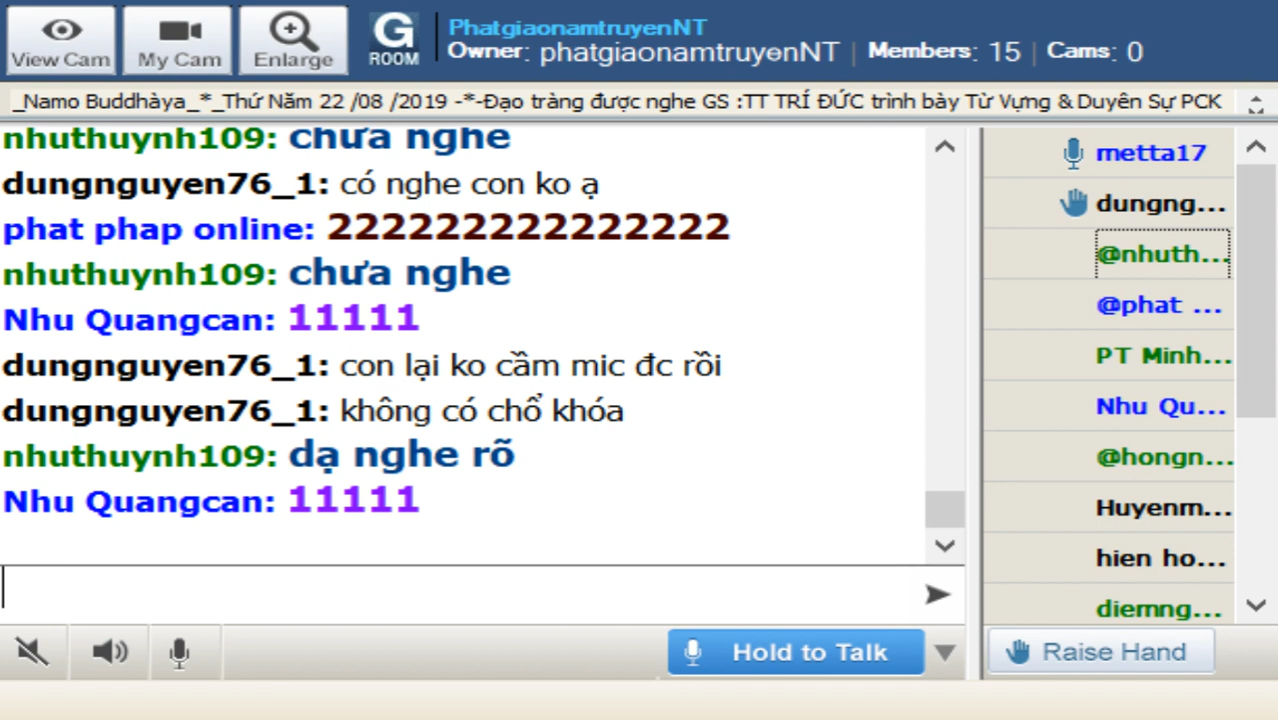 View Cam
My Cam
Enlarge
G
ROOM
PhatgiaonamtruyenNT
Owner: phatgiaonamtruyenNT | Members: 15 | Cams: 0
_Namo Buddhàya_*_Thứ Năm 22 /08 /2019 -*-Đạo tràng được nghe GS :TT TRÍ ĐỨC trình bày Từ Vựng & Duyên Sự PCK
nhuthuynh109: chưa nghe
dungnguyen76_1: có nghe con ko ạ
phat phap online: 222222222222222
nhuthuynh109: chưa nghe
Nhu Quangcan: 11111
dungnguyen76_1: con lại ko cầm mic đc rồi
dungnguyen76_1: không có chổ khóa
nhuthuynh109: dạ nghe rõ
Nhu Quangcan: 11111
metta17
dungng...
@nhuth...
@phat ...
PT Minh...
Nhu Qu...
@hongn...
Huyenm...
hien ho...
diemng...
Hold to Talk
Raise Hand